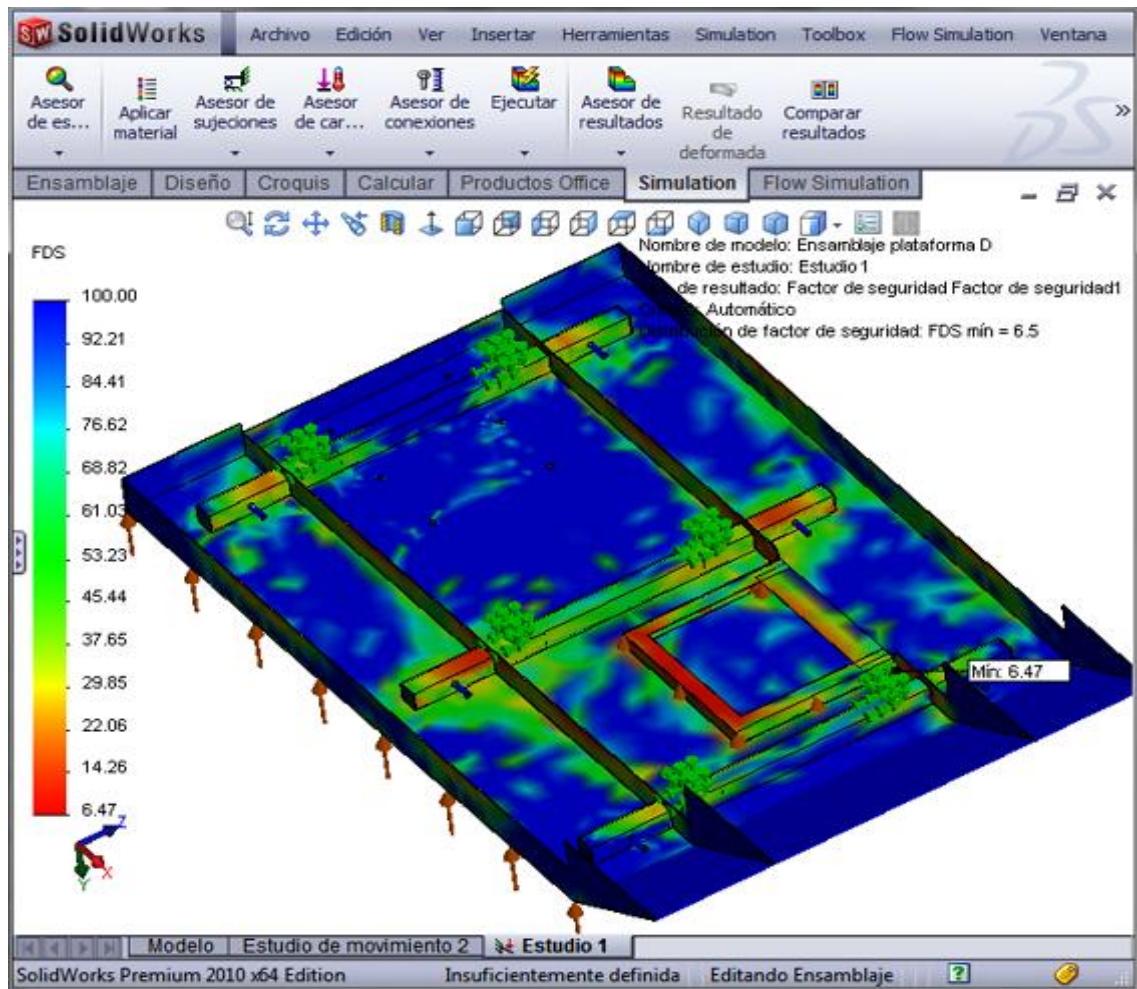 SolidWorks Archivo Edición Ver Insertar Herramientas Simulation Toolbox Flow Simulation Ventana
Asesor de es...
Aplicar material
Asesor de sujeciones
Asesor de car...
Asesor de conexiones
Ejecutar
Asesor de resultados
Resultado de deformada
Comparar resultados
»
Ensamblaje Diseño Croquis Calcular Productos Office Simulation Flow Simulation
Nombre de modelo: Ensamblaje plataforma D
Nombre de estudio: Estudio 1
de resultado: Factor de seguridad Factor de seguridad1
Automático
de factor de seguridad: FDS mín = 6.5
FDS
100.00
92.21
84.41
76.62
68.82
61.03
53.23
45.44
37.65
29.85
22.06
14.26
6.47
Mín: 6.47
Z
X
Y
Modelo Estudio de movimiento 2 Estudio 1
SolidWorks Premium 2010 x64 Edition Insuficientemente definida Editando Ensamblaje